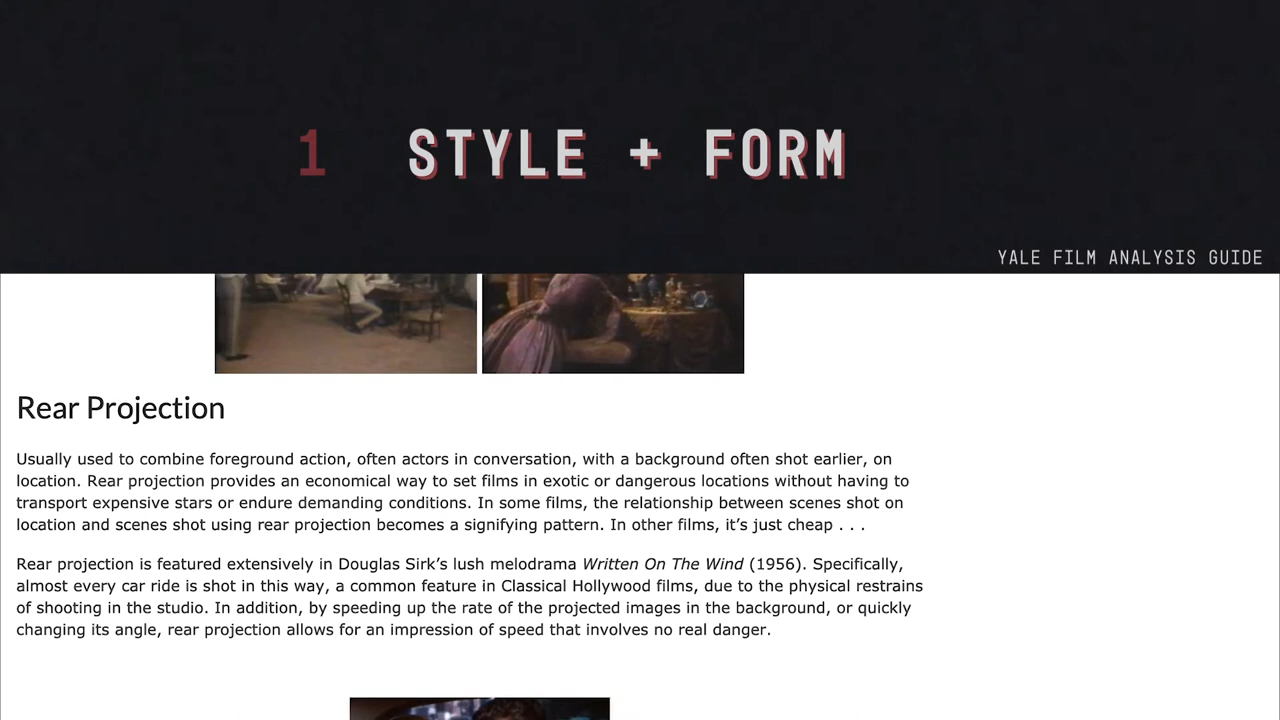 1 STYLE + FORM
YALE FILM ANALYSIS GUIDE
Rear Projection
Usually used to combine foreground action, often actors in conversation, with a background often shot earlier, on
location. Rear projection provides an economical way to set films in exotic or dangerous locations without having to
transport expensive stars or endure demanding conditions. In some films, the relationship between scenes shot on
location and scenes shot using rear projection becomes a signifying pattern. In other films, it’s just cheap . . .
Rear projection is featured extensively in Douglas Sirk’s lush melodrama Written On The Wind (1956). Specifically,
almost every car ride is shot in this way, a common feature in Classical Hollywood films, due to the physical restrains
of shooting in the studio. In addition, by speeding up the rate of the projected images in the background, or quickly
changing its angle, rear projection allows for an impression of speed that involves no real danger.